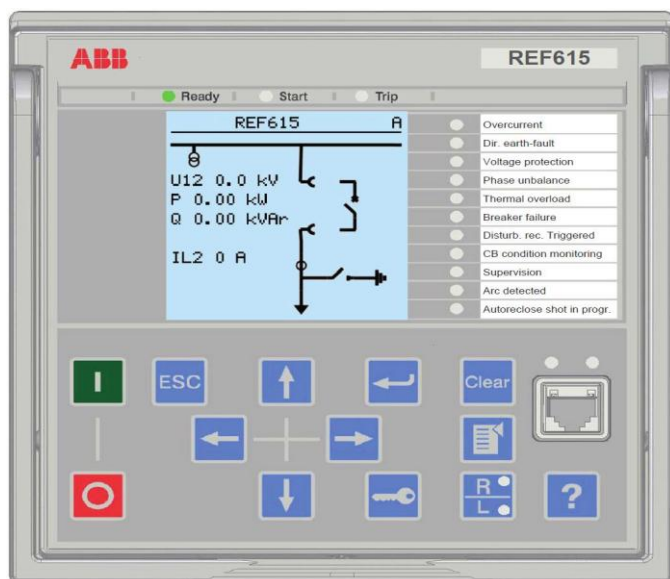 ABB
REF615
Ready Start Trip
REF615 A
U12 0.0 kV
P 0.00 kW
Q 0.00 kVAr
IL2 0 A
Overcurrent
Dir. earth-fault
Voltage protection
Phase unbalance
Thermal overload
Breaker failure
Disturb. rec. Triggered
CB condition monitoring
Supervision
Arc detected
Autoreclose shot in progr.
I
ESC
Clear
O
R
L
?